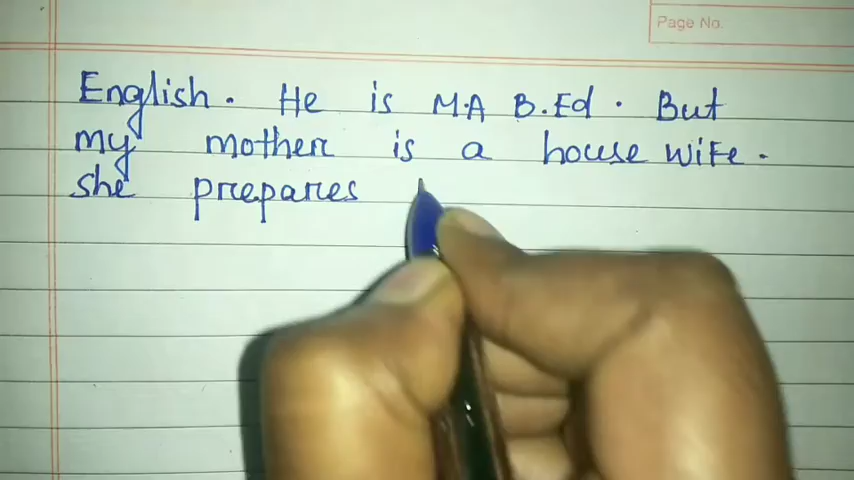 Page No.
English. He is M.A B.Ed. But
my mother is a house wife.
she prepares